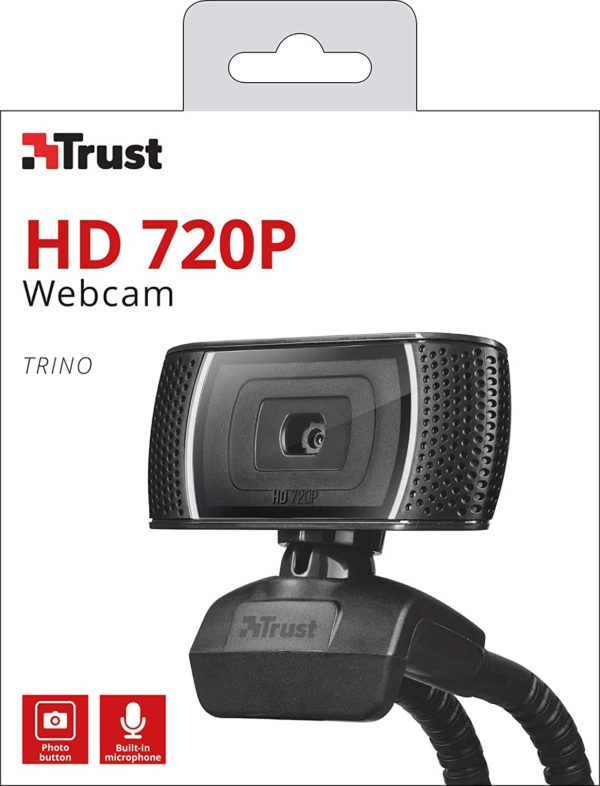 Trust
HD 720P
Webcam
TRINO
HD 720P
Trust
Photo
button
Built-in
microphone